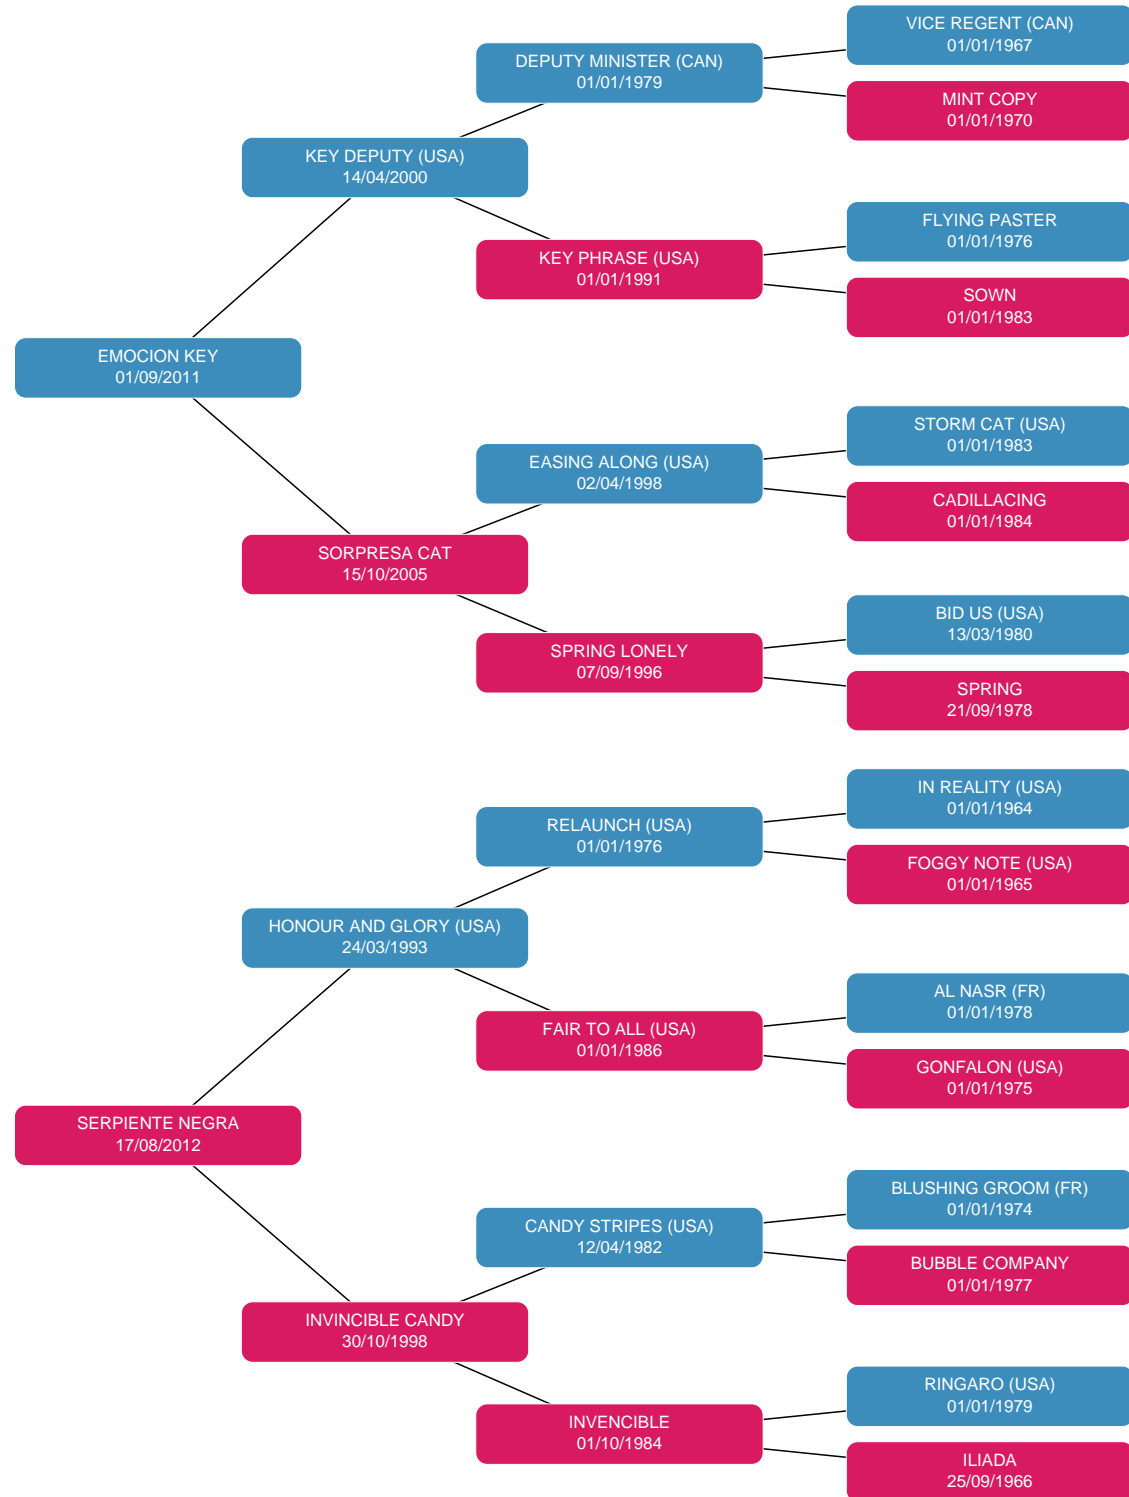 VICE REGENT (CAN)
01/01/1967
DEPUTY MINISTER (CAN)
01/01/1979
MINT COPY
01/01/1970
KEY DEPUTY (USA)
14/04/2000
FLYING PASTER
01/01/1976
KEY PHRASE (USA)
01/01/1991
SOWN
01/01/1983
EMOCION KEY
01/09/2011
STORM CAT (USA)
01/01/1983
EASING ALONG (USA)
02/04/1998
CADILLACING
01/01/1984
SORPRESA CAT
15/10/2005
BID US (USA)
13/03/1980
SPRING LONELY
07/09/1996
SPRING
21/09/1978
IN REALITY (USA)
01/01/1964
RELAUNCH (USA)
01/01/1976
FOGGY NOTE (USA)
01/01/1965
HONOUR AND GLORY (USA)
24/03/1993
AL NASR (FR)
01/01/1978
FAIR TO ALL (USA)
01/01/1986
GONFALON (USA)
01/01/1975
SERPIENTE NEGRA
17/08/2012
BLUSHING GROOM (FR)
01/01/1974
CANDY STRIPES (USA)
12/04/1982
BUBBLE COMPANY
01/01/1977
INVINCIBLE CANDY
30/10/1998
RINGARO (USA)
01/01/1979
INVENCIBLE
01/10/1984
ILIADA
25/09/1966